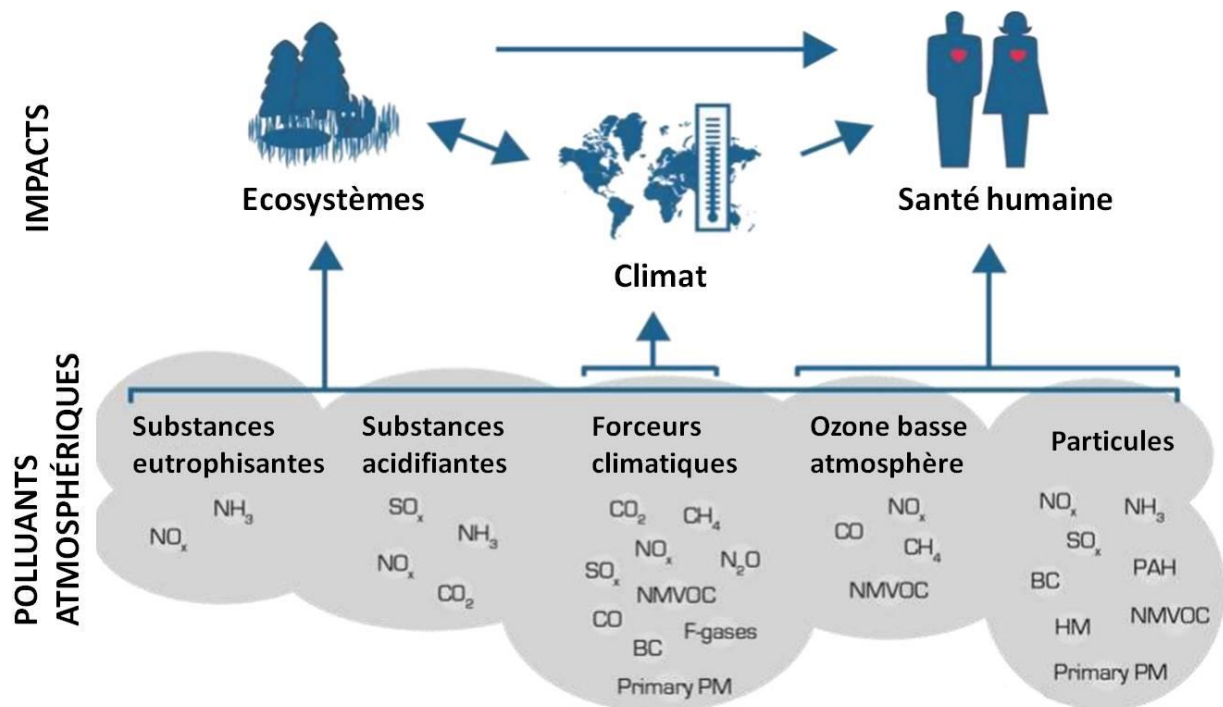 IMPACTS
Ecosystèmes
Climat
Santé humaine
POLLUANTS
ATMOSPHÉRIQUES
Substances
eutrophisantes
NH₃
NOₓ
Substances
acidifiantes
SOₓ
NH₃
NOₓ
CO₂
Forceurs
climatiques
CO₂
CH₄
NOₓ
N₂O
SOₓ
NMVOC
CO
F-gases
BC
Primary PM
Ozone basse
atmosphère
NOₓ
CO
CH₄
NMVOC
Particules
NOₓ
NH₃
SOₓ
PAH
BC
NMVOC
HM
Primary PM